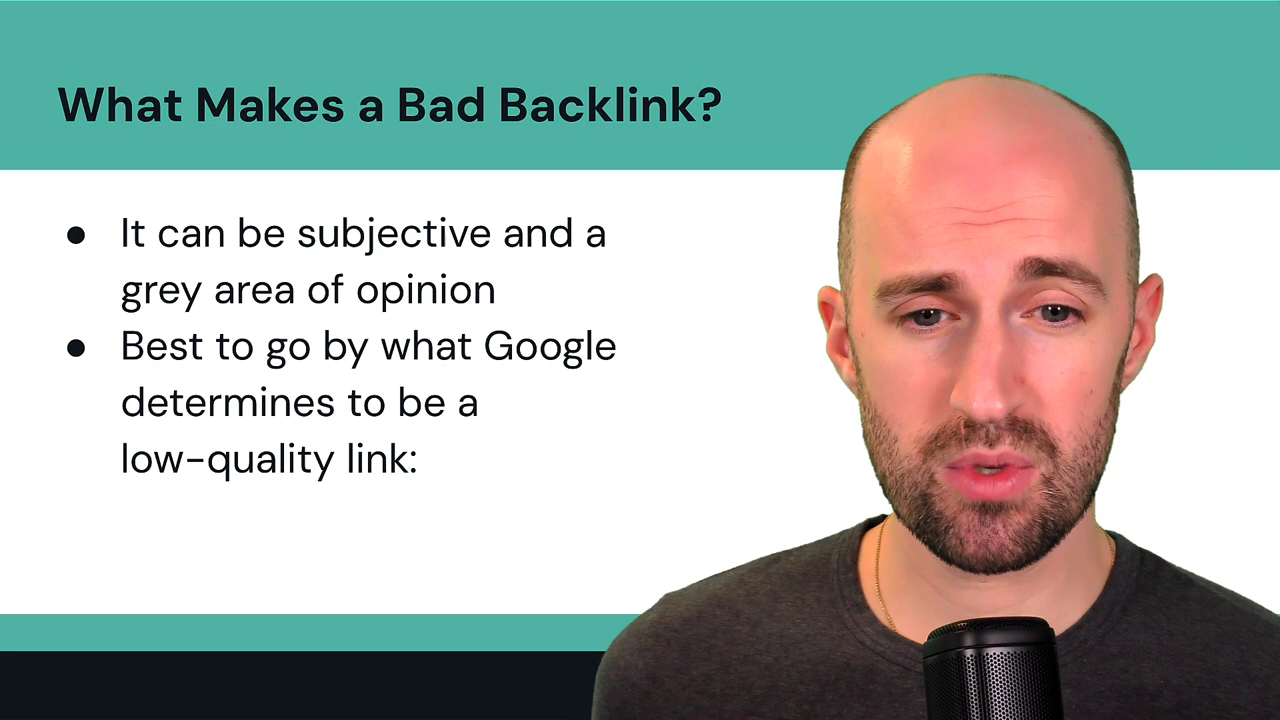 What Makes a Bad Backlink?
● It can be subjective and a
grey area of opinion
● Best to go by what Google
determines to be a
low-quality link: